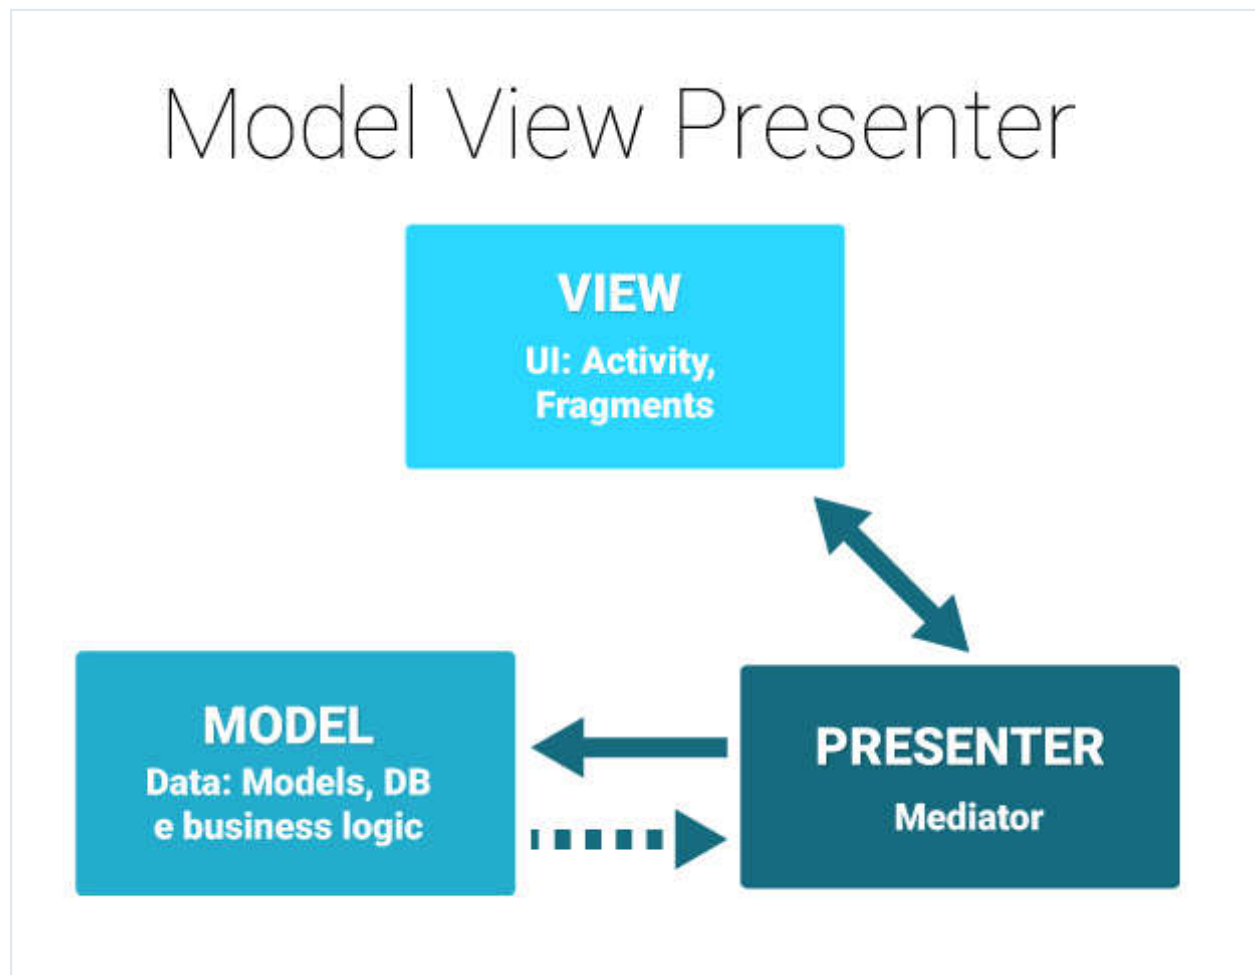 Model View Presenter
VIEW
UI: Activity,
Fragments
MODEL
Data: Models, DB
e business logic
PRESENTER
Mediator